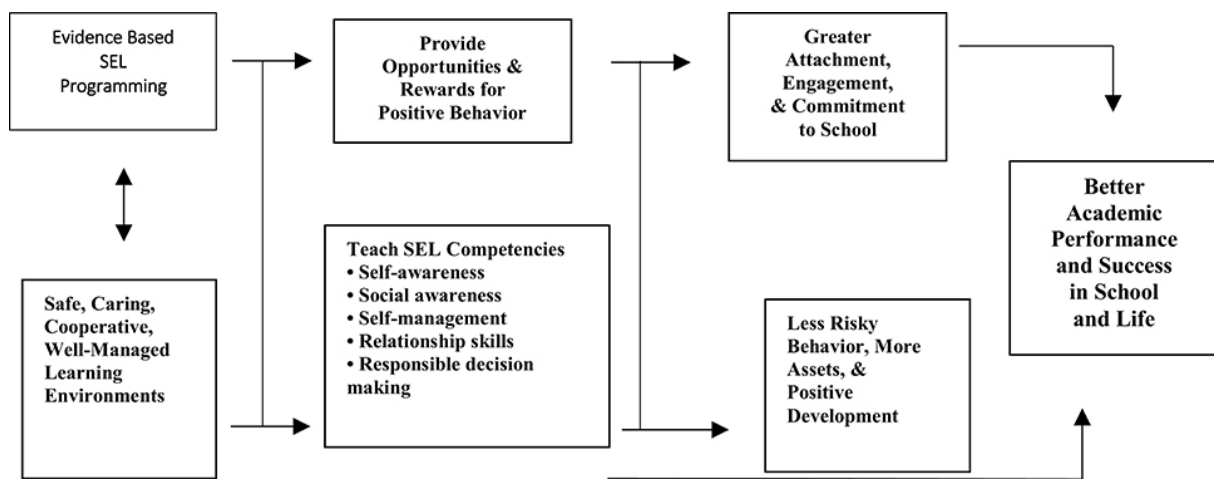 Evidence Based
SEL
Programming
Provide
Opportunities &
Rewards for
Positive Behavior
Greater
Attachment,
Engagement,
& Commitment
to School
Better
Academic
Performance
and Success
in School
and Life
Safe, Caring,
Cooperative,
Well-Managed
Learning
Environments
Teach SEL Competencies
• Self-awareness
• Social awareness
• Self-management
• Relationship skills
• Responsible decision
making
Less Risky
Behavior, More
Assets, &
Positive
Development